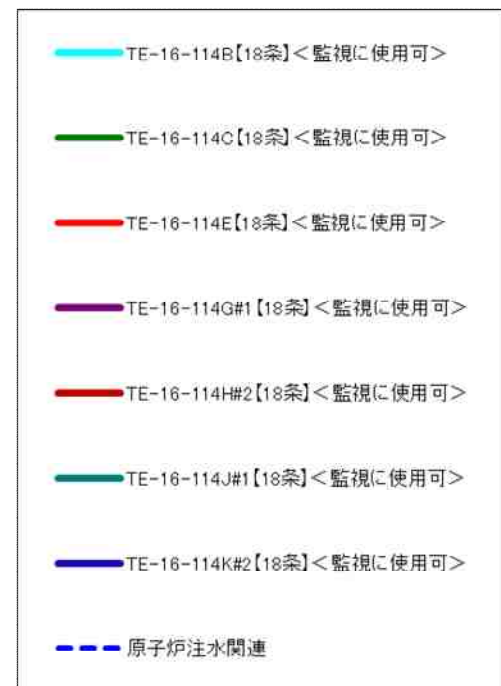 TE-16-114B【18条】＜監視に使用可＞
TE-16-114C【18条】＜監視に使用可＞
TE-16-114E【18条】＜監視に使用可＞
TE-16-114G#1【18条】＜監視に使用可＞
TE-16-114H#2【18条】＜監視に使用可＞
TE-16-114J#1【18条】＜監視に使用可＞
TE-16-114K#2【18条】＜監視に使用可＞
原子炉注水関連